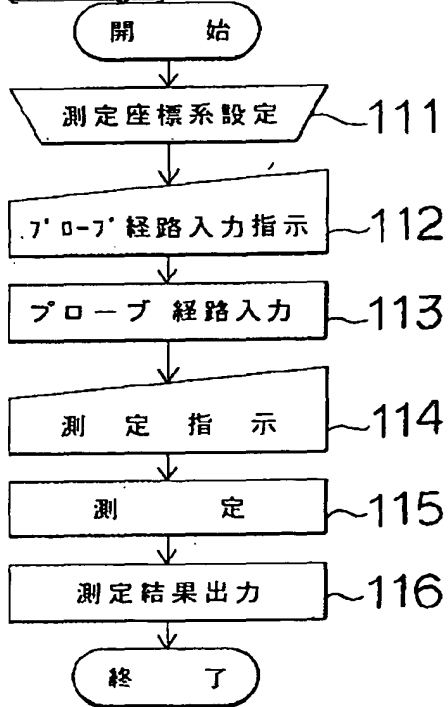 開 始
測定座標系設定 111
プローブ経路入力指示 112
プローブ 経路入力 113
測 定 指 示 114
測 定 115
測定結果出力 116
終 了